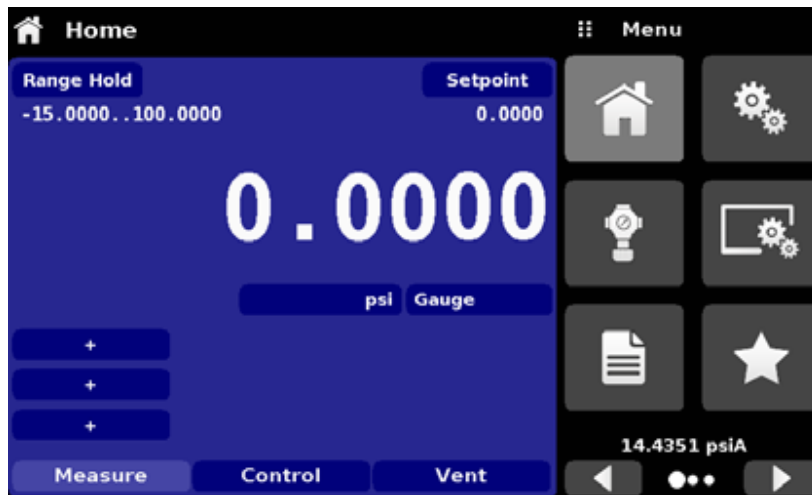 Home
Menu
Range Hold
Setpoint
-15.0000..100.0000
0.0000
0.0000
psi Gauge
+
+
+
14.4351 psiA
Measure Control Vent